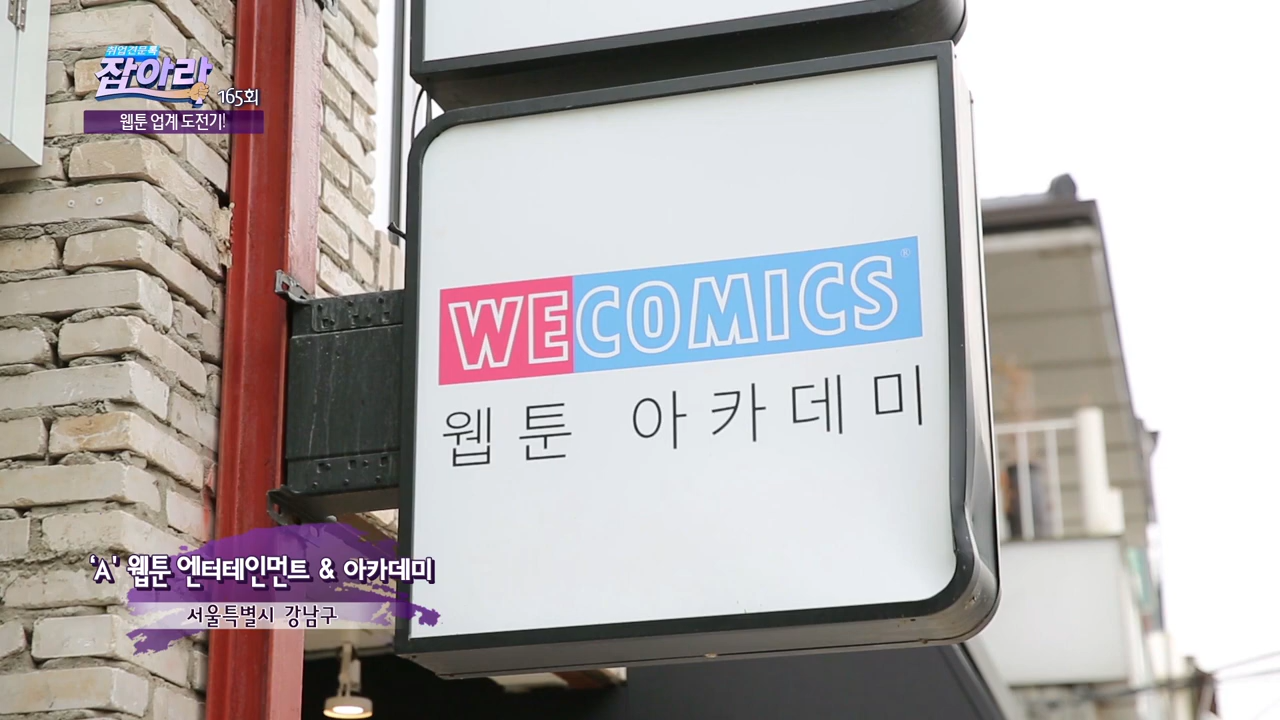 취업견문록
잡아라
165회
웹툰 업계 도전기!
WECOMICS®
웹툰 아카데미
'A' 웹툰 엔터테인먼트 & 아카데미
서울특별시 강남구